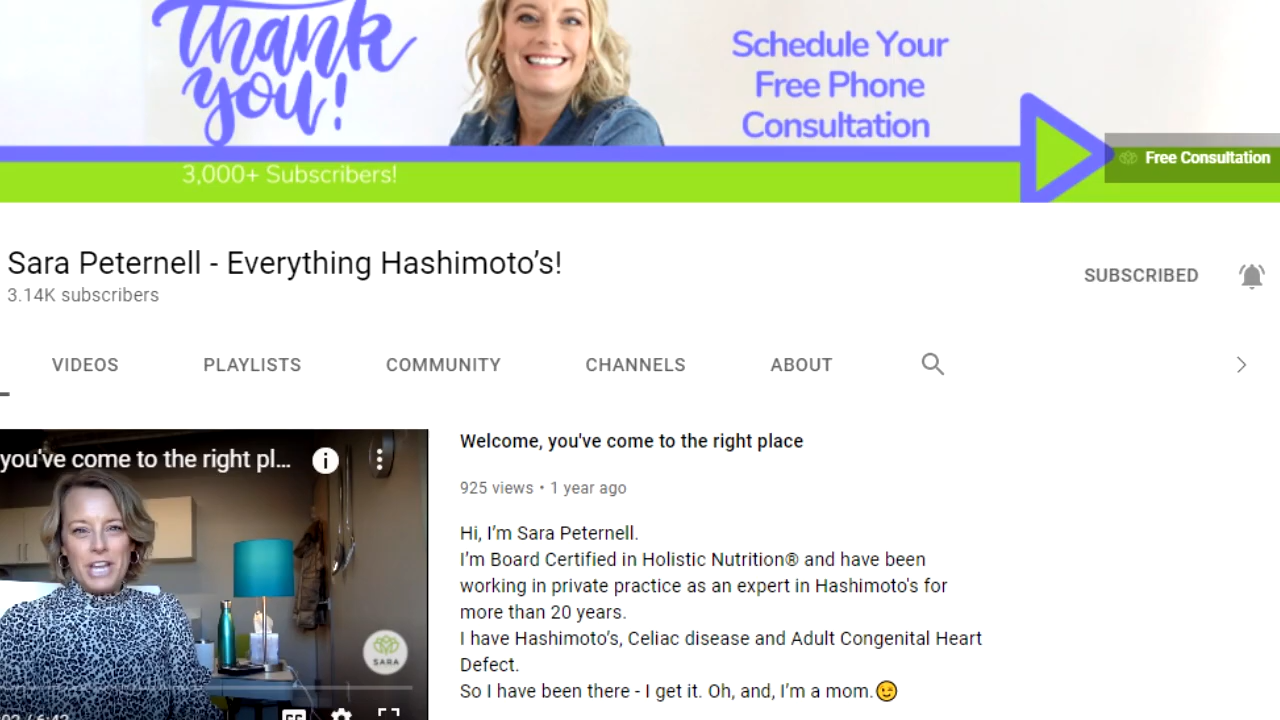 Thank
you!
Schedule Your
Free Phone
Consultation
3,000+ Subscribers!
Free Consultation
Sara Peternell - Everything Hashimoto’s!
3.14K subscribers
SUBSCRIBED
VIDEOS
PLAYLISTS
COMMUNITY
CHANNELS
ABOUT
you've come to the right pl...
SARA
CC
Welcome, you've come to the right place
925 views • 1 year ago
Hi, I’m Sara Peternell.
I’m Board Certified in Holistic Nutrition® and have been
working in private practice as an expert in Hashimoto's for
more than 20 years.
I have Hashimoto’s, Celiac disease and Adult Congenital Heart
Defect.
So I have been there - I get it. Oh, and, I’m a mom.😉